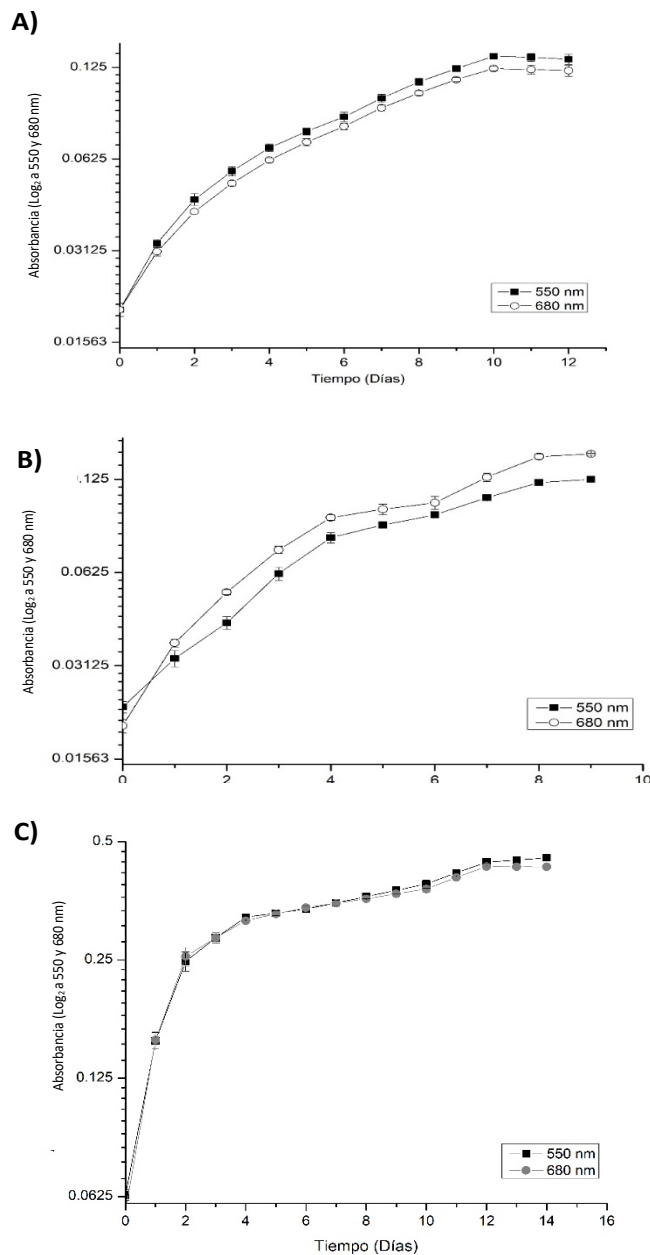 A)
Absorbancia (Log₂ a 550 y 680 nm)
0.125
0.0625
0.03125
0.01563
550 nm
680 nm
0 2 4 6 8 10 12
Tiempo (Días)
B)
Absorbancia (Log₂ a 550 y 680 nm)
0.125
0.0625
0.03125
0.01563
550 nm
680 nm
0 2 4 6 8 10
C)
Absorbancia (Log₂ a 550 y 680 nm)
0.5
0.25
0.125
0.0625
550 nm
680 nm
0 2 4 6 8 10 12 14 16
Tiempo (Días)